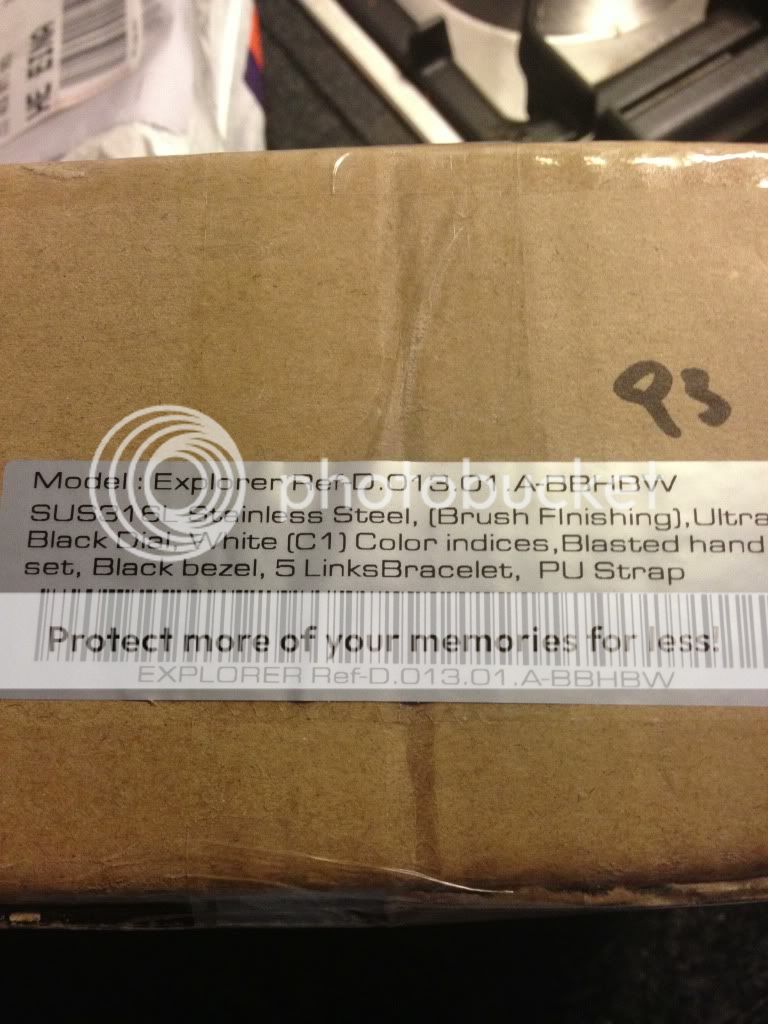 93
Model : Explorer Ref-D.013.01.A-BBHBW
photobucket
SUS316L Stainless Steel, (Brush FInishing),Ultra
Black Dial, White (C1) Color indices,Blasted hand
set, Black bezel, 5 LinksBracelet, PU Strap
Protect more of your memories for less!
EXPLORER Ref-D.013.01.A-BBHBW